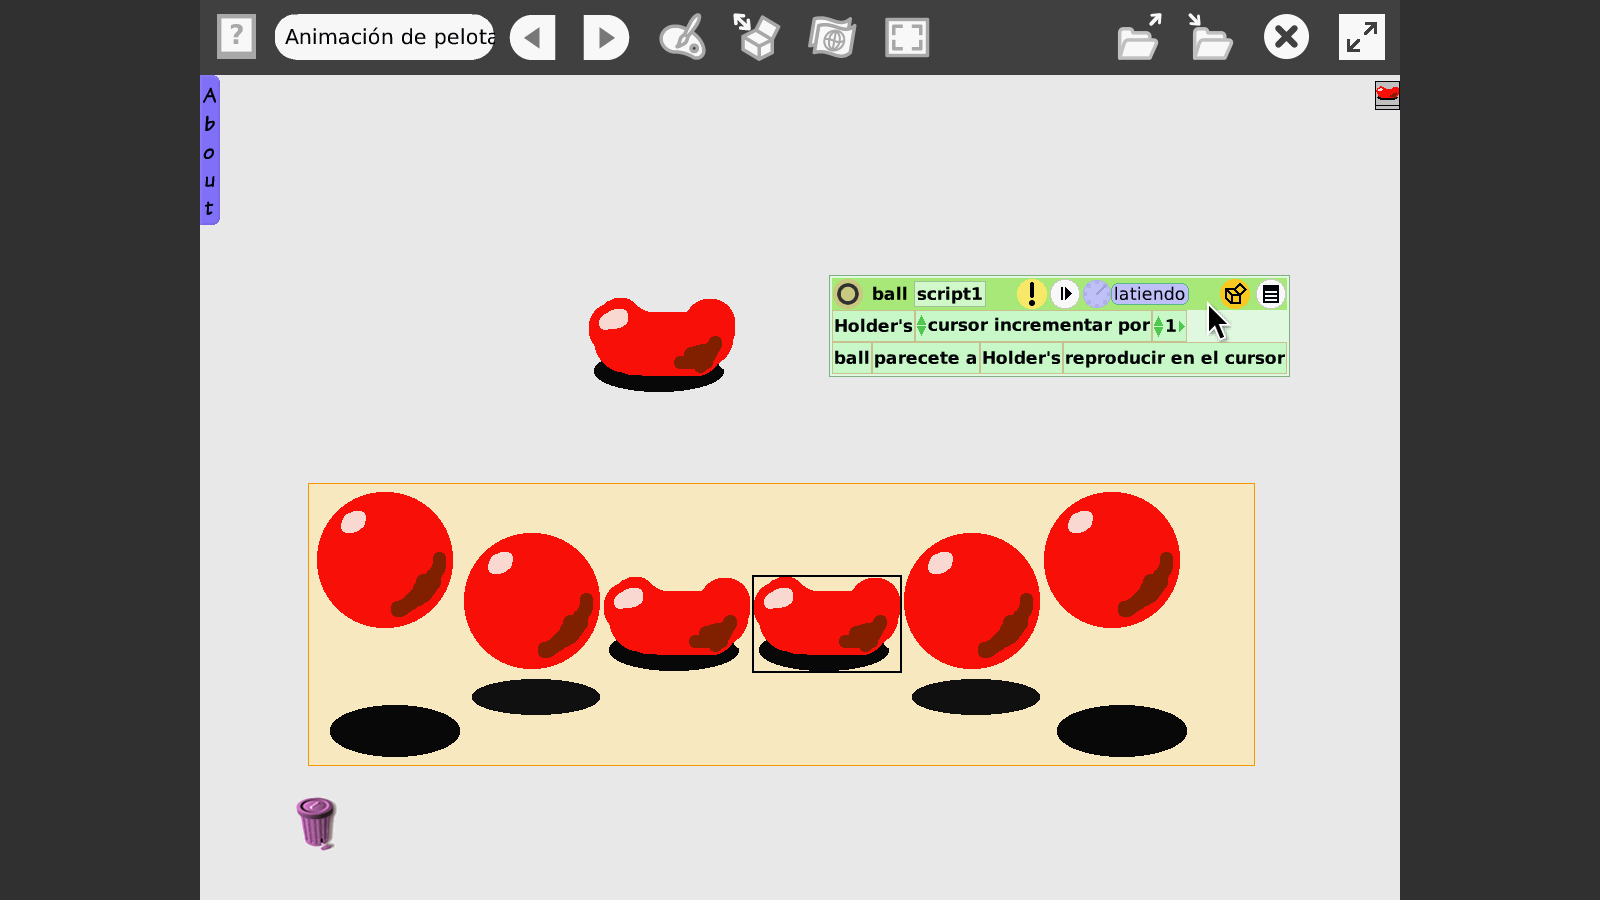 ?
Animación de pelota
About
ball script1 ! latiendo
Holder's cursor incrementar por 1
ball parecete a Holder's reproducir en el cursor